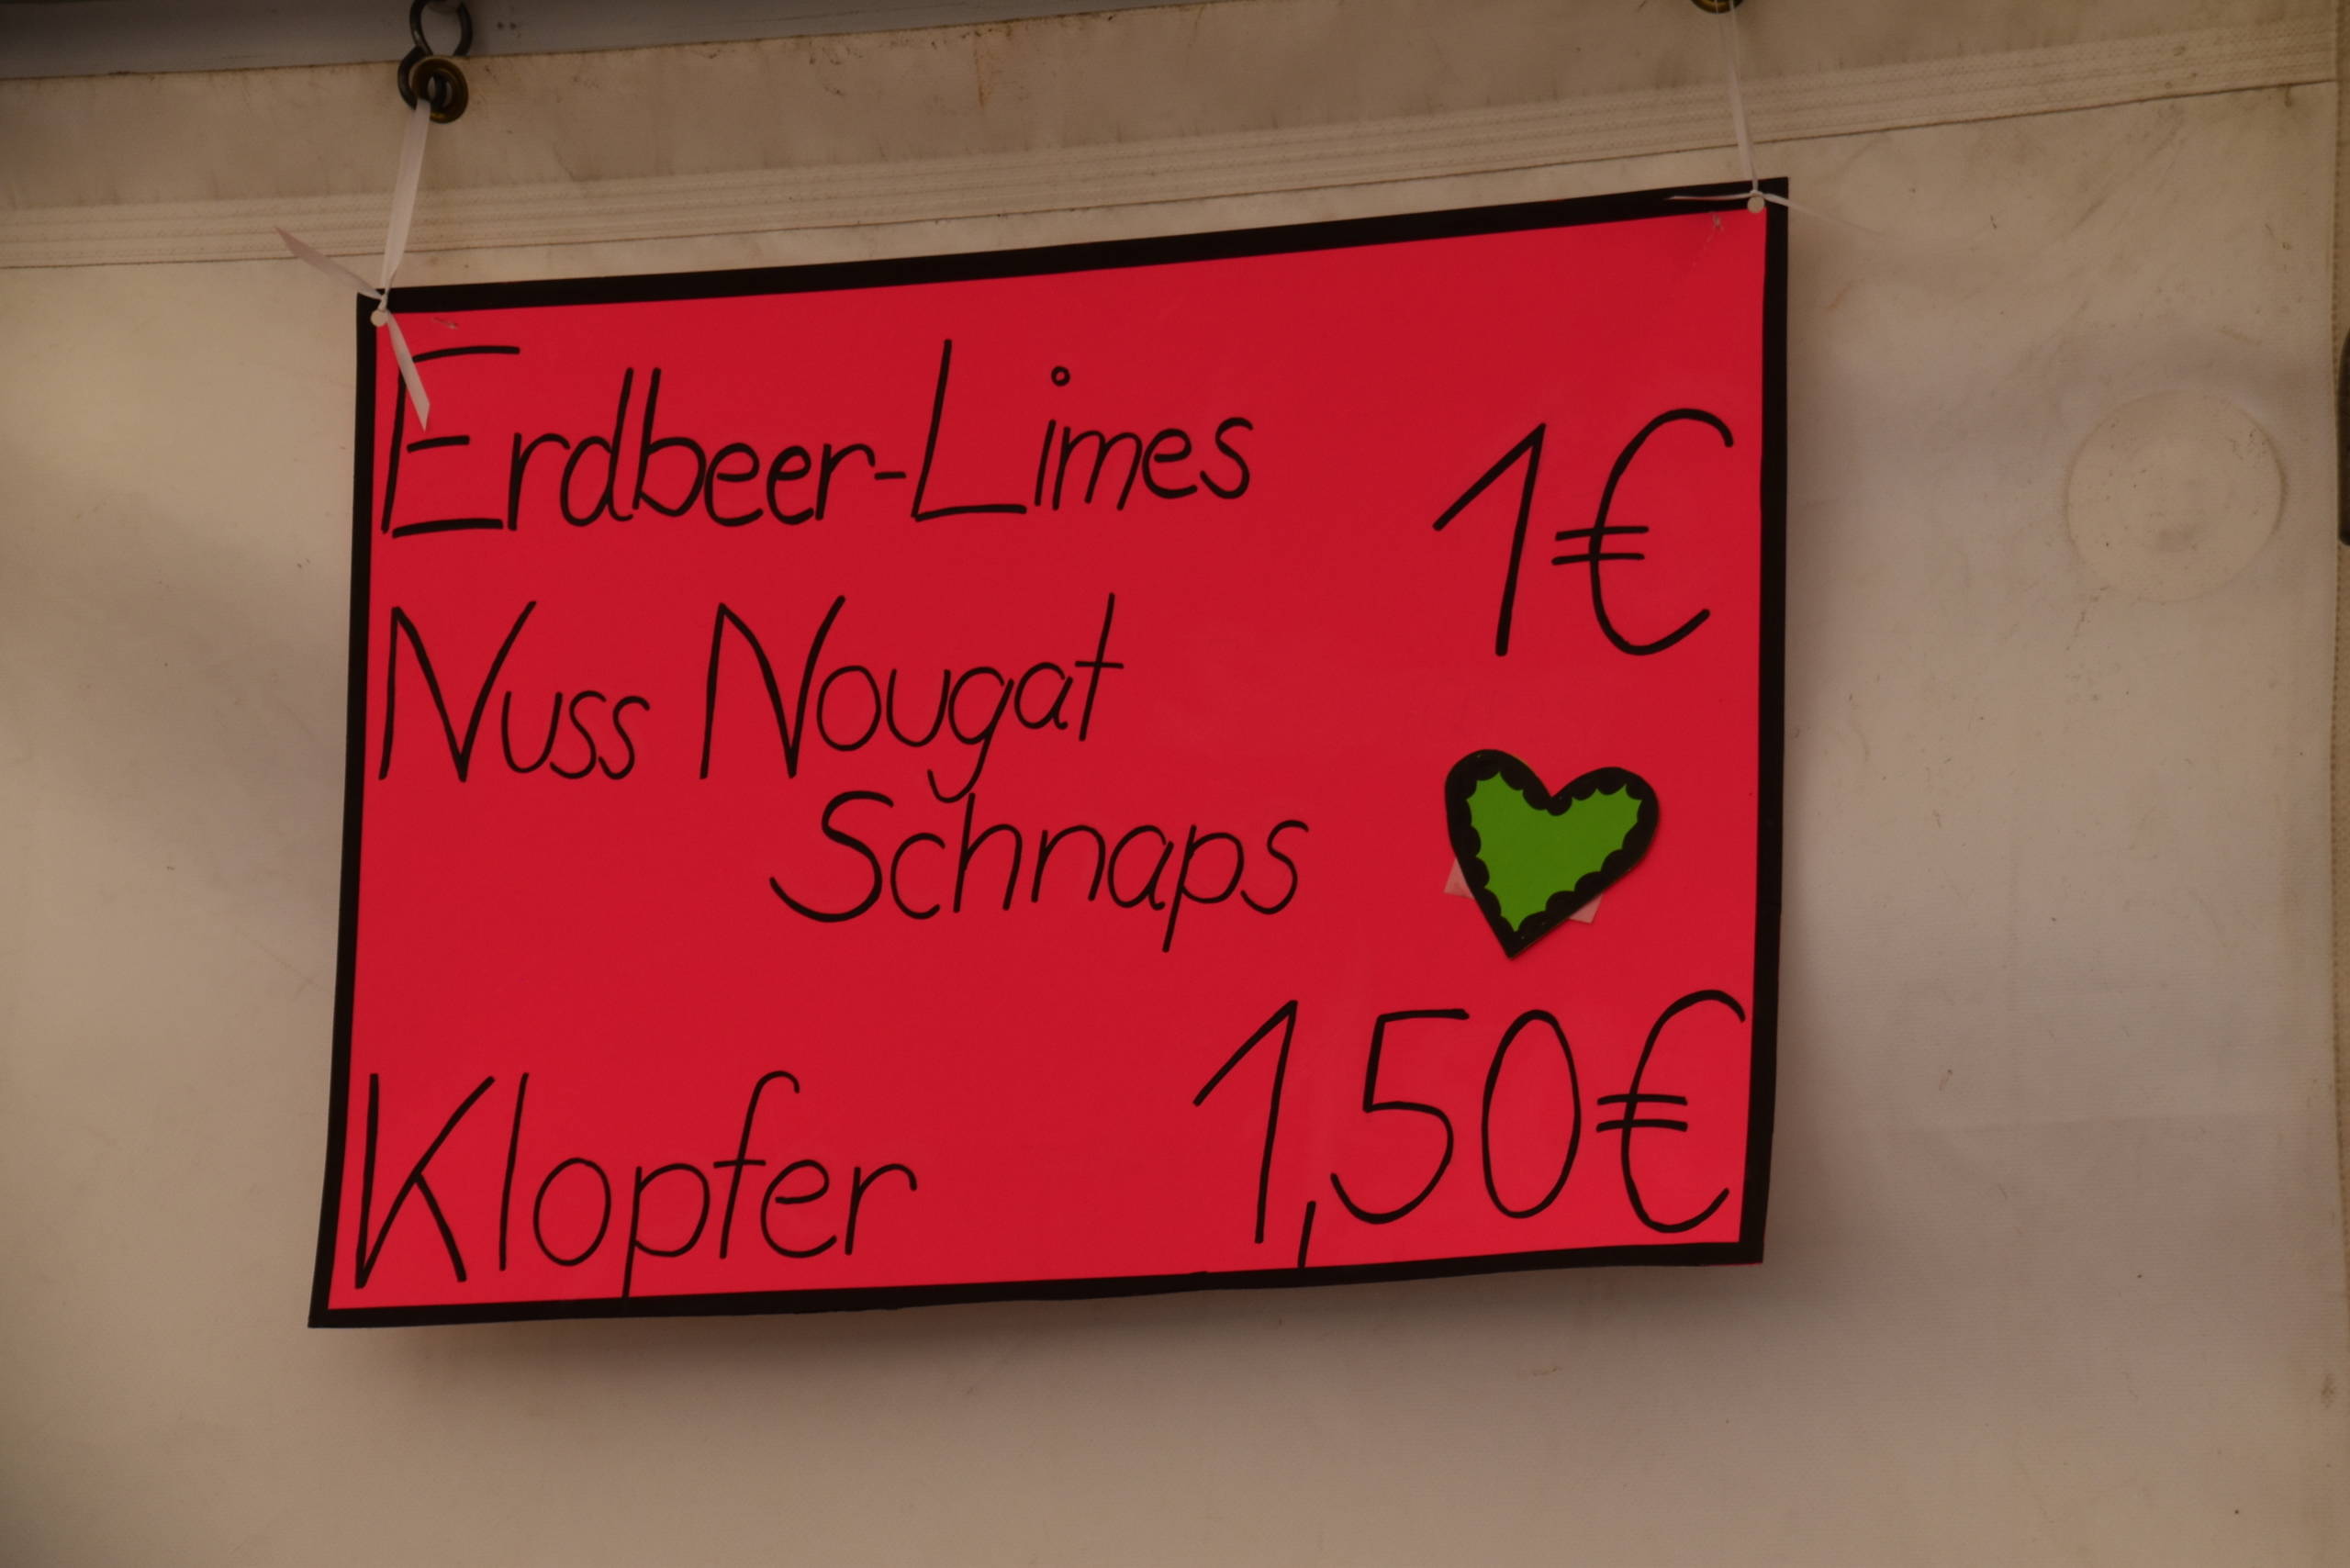 Erdbeer-Limes 1€
Nuss Nougat
Schnaps
Klopfer 1,50€